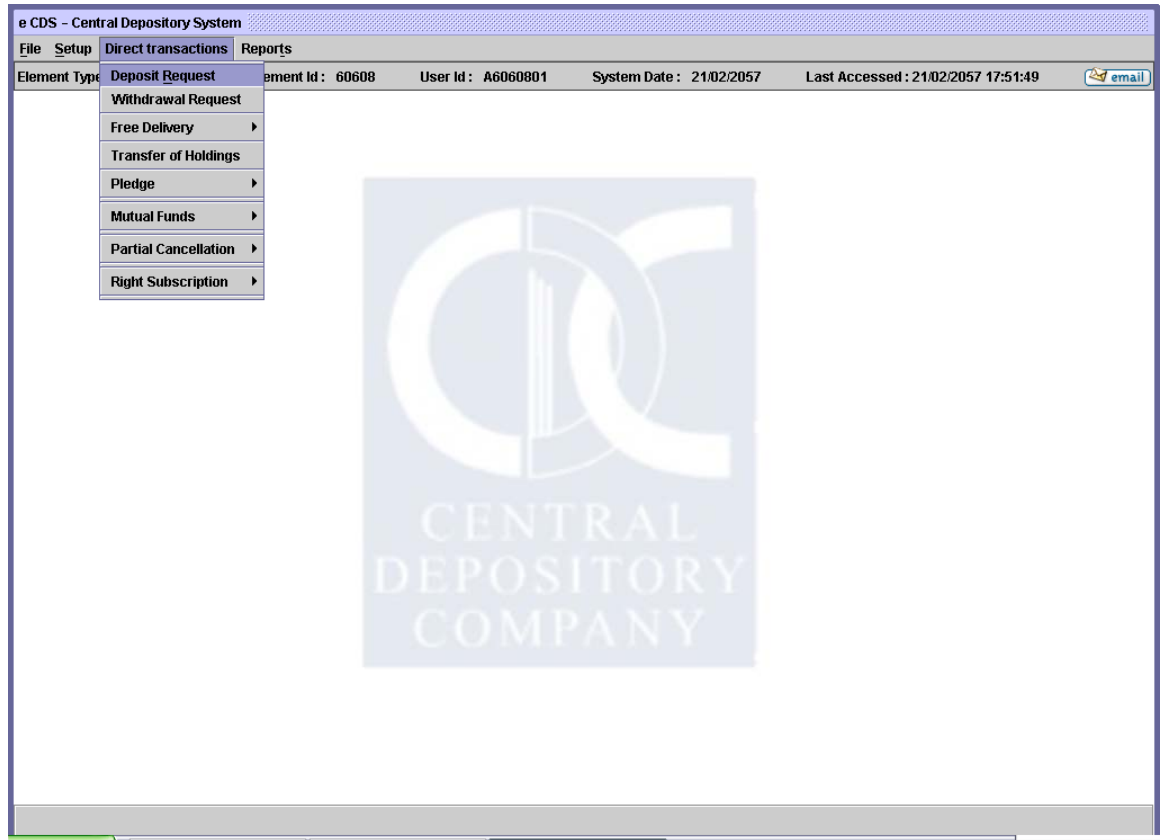 e CDS – Central Depository System
File Setup Direct transactions Reports
Element Type ement Id : 60608 User Id : A6060801 System Date : 21/02/2057 Last Accessed : 21/02/2057 17:51:49 email
Deposit Request
Withdrawal Request
Free Delivery
Transfer of Holdings
Pledge
Mutual Funds
Partial Cancellation
Right Subscription
CENTRAL
DEPOSITORY
COMPANY